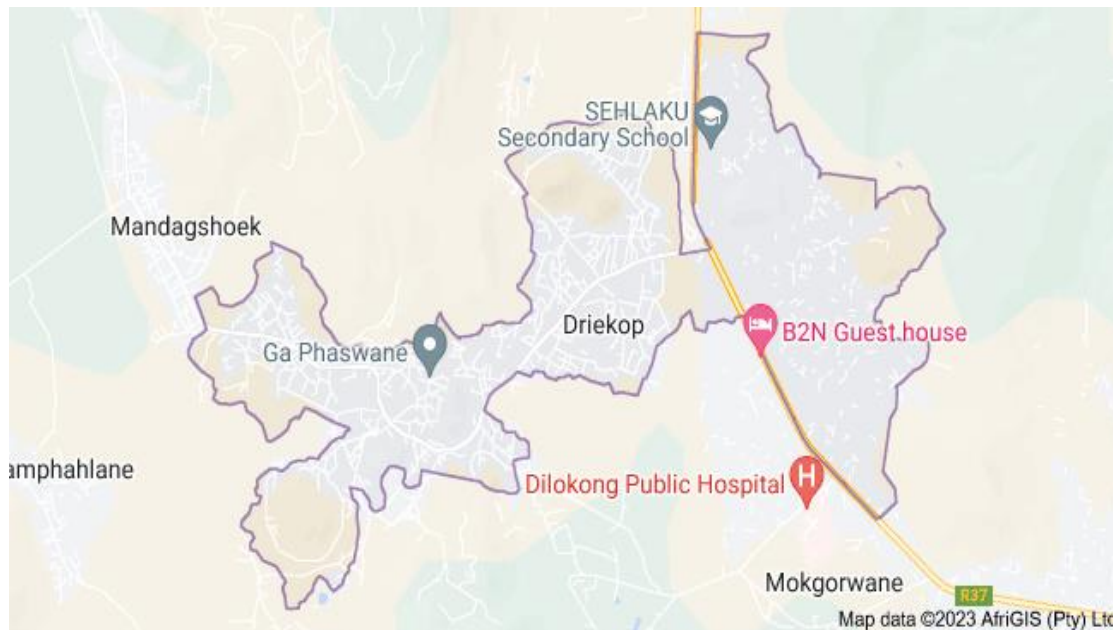 SEHLAKU
Secondary School
Mandagshoek
Driekop
B2N Guest house
Ga Phaswane
amphahlane
Dilokong Public Hospital
H
Mokgorwane
R37
Map data ©2023 AfriGIS (Pty) Ltd